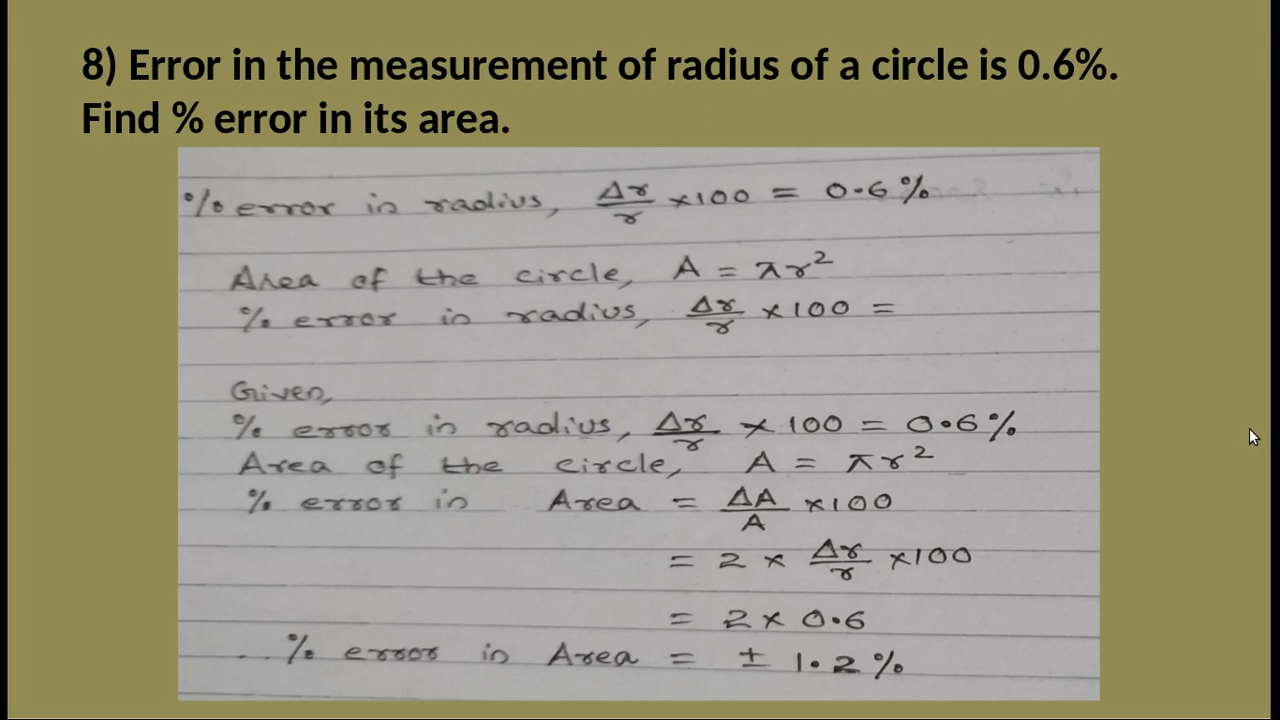 8) Error in the measurement of radius of a circle is 0.6%.
Find % error in its area.
% error in radius, Δr/r ×100 = 0.6%
Area of the circle, A = πr²
% error in radius, Δr/r ×100 =
Given,
% error in radius, Δr/r ×100 = 0.6%
Area of the circle, A = πr²
% error in Area = ΔA/A ×100
= 2 × Δr/r ×100
= 2 × 0.6
.. % error in Area = ± 1.2%